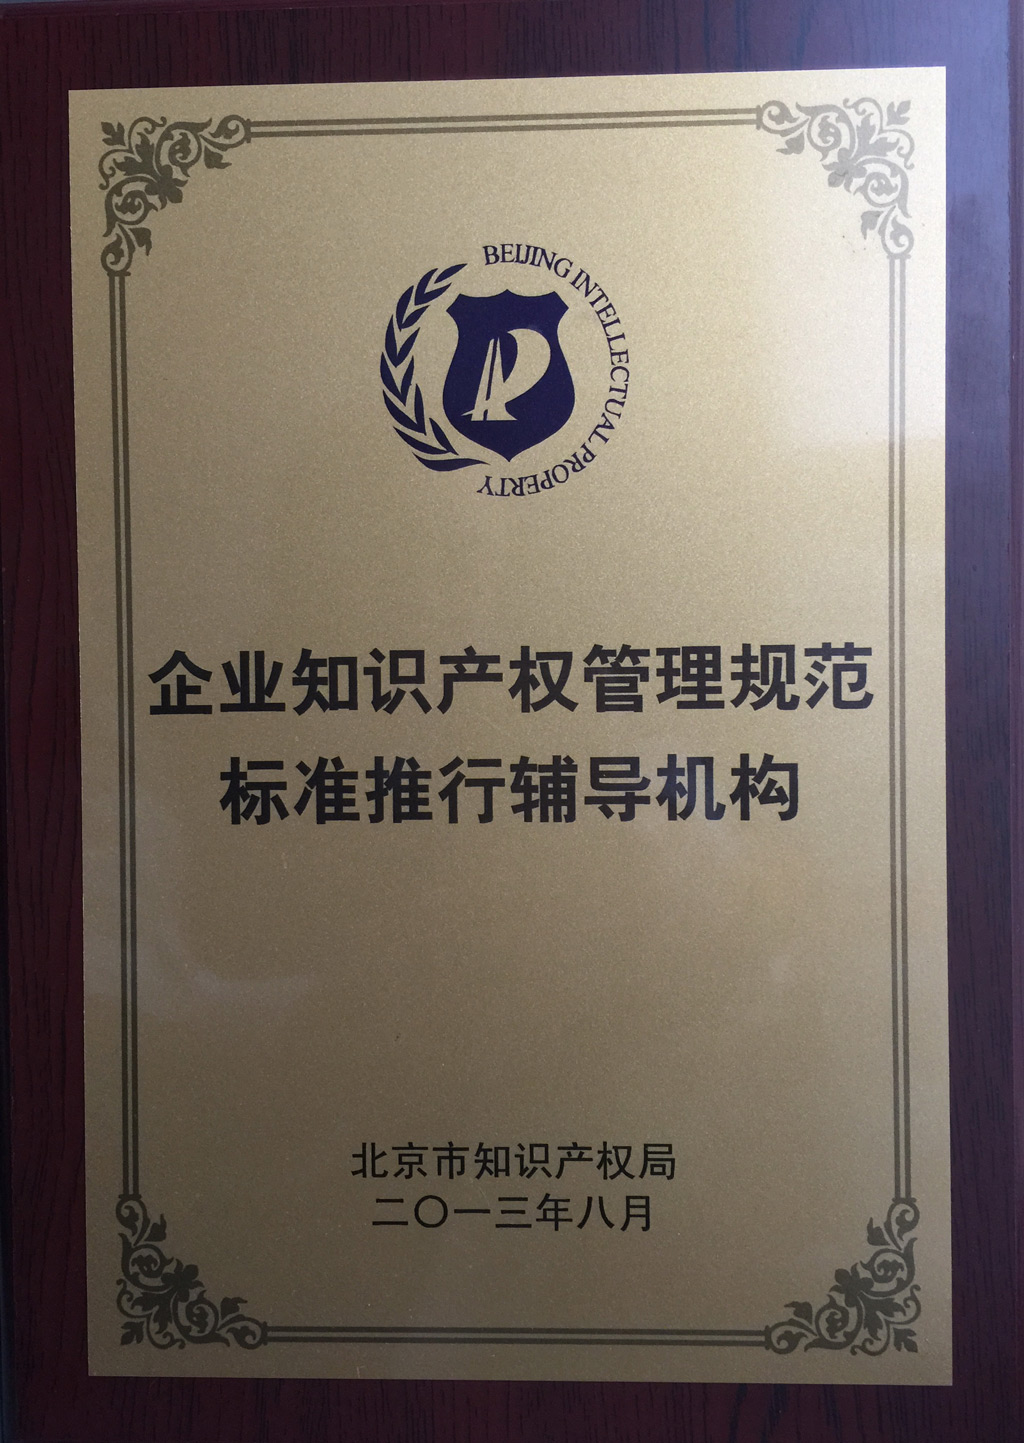 BEIJING INTELLECTUAL PROPERTY
企业知识产权管理规范
标准推行辅导机构
北京市知识产权局
二〇一三年八月